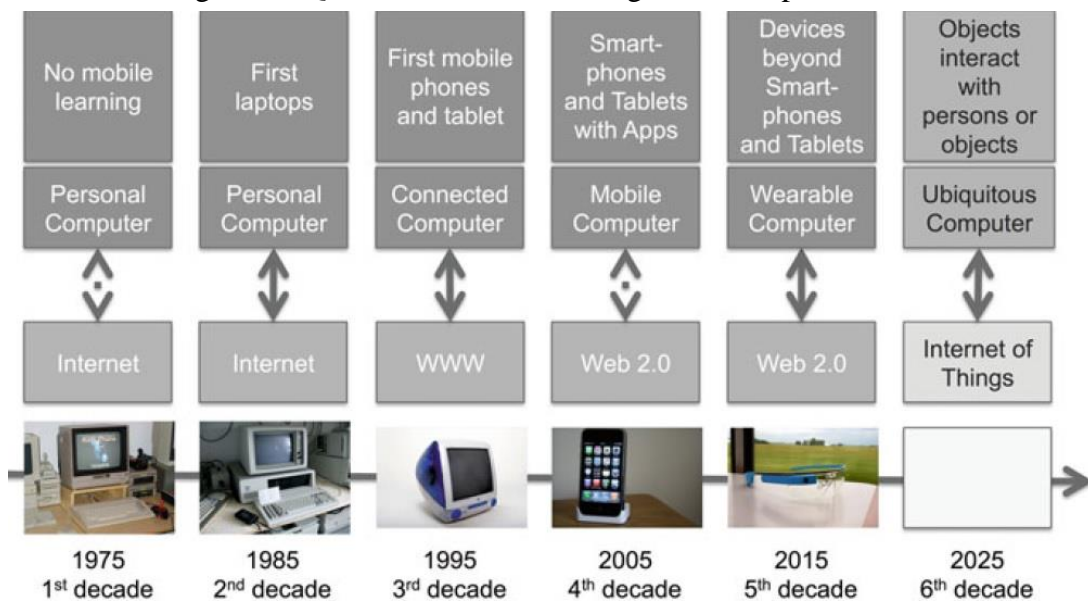 No mobile
learning
First
laptops
First mobile
phones
and tablet
Smart-
phones
and Tablets
with Apps
Devices
beyond
Smart-
phones
and Tablets
Objects
interact
with
persons or
objects
Personal
Computer
Personal
Computer
Connected
Computer
Mobile
Computer
Wearable
Computer
Ubiquitous
Computer
Internet
Internet
WWW
Web 2.0
Web 2.0
Internet of
Things
1975
1st decade
1985
2nd decade
1995
3rd decade
2005
4th decade
2015
5th decade
2025
6th decade